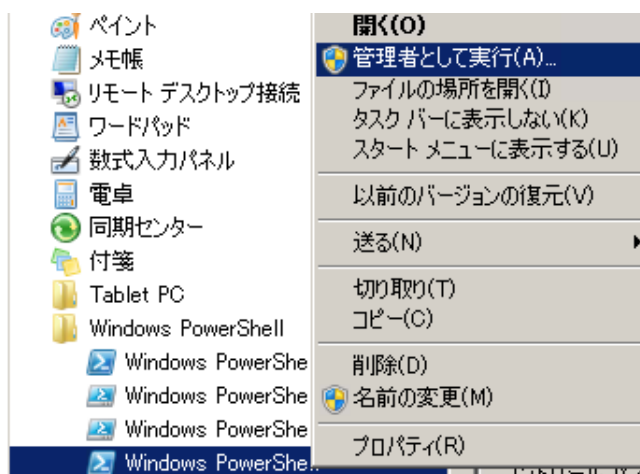 ペイント
メモ帳
リモート デスクトップ接続
ワードパッド
数式入力パネル
電卓
同期センター
付箋
Tablet PC
Windows PowerShell
Windows PowerShe
Windows PowerShe
Windows PowerShe
Windows PowerShe
開く(O)
管理者として実行(A)...
ファイルの場所を開く(I)
タスク バーに表示しない(K)
スタート メニューに表示する(U)
以前のバージョンの復元(V)
送る(N)
切り取り(T)
コピー(C)
削除(D)
名前の変更(M)
プロパティ(R)